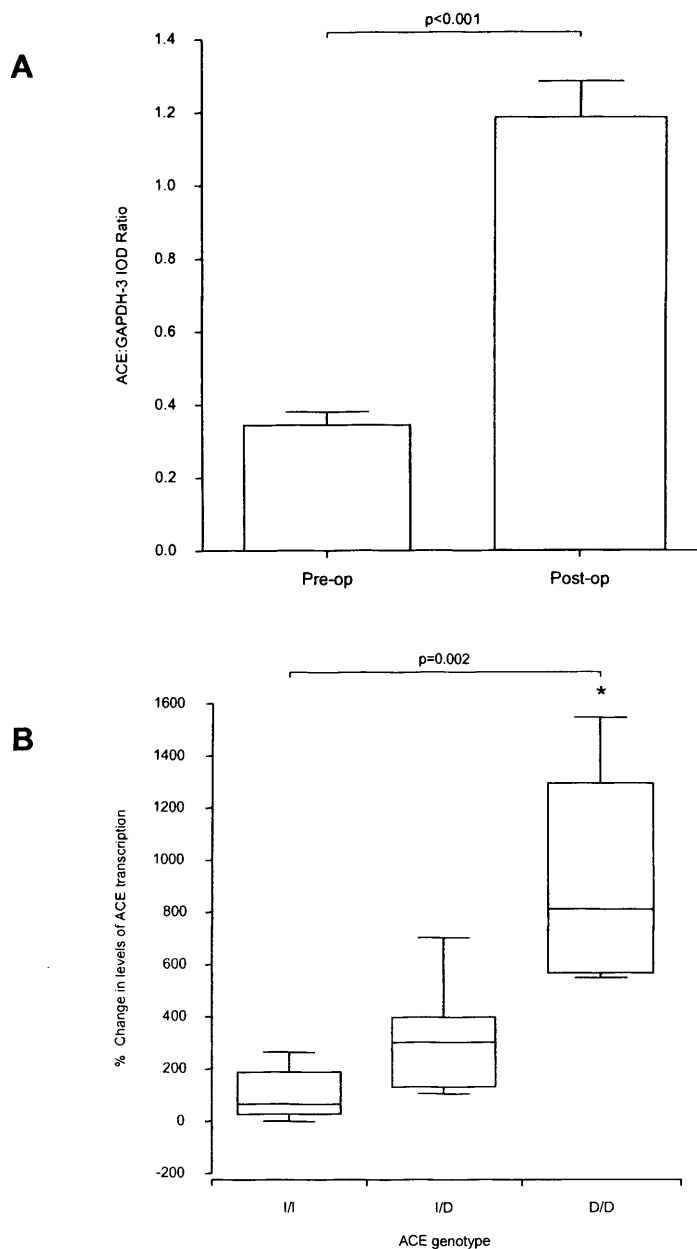 A
p<0.001
ACE:GAPDH-3 IOD Ratio
1.4
1.2
1.0
0.8
0.6
0.4
0.2
0.0
Pre-op
Post-op
B
p=0.002
*
% Change in levels of ACE transcription
1600
1400
1200
1000
800
600
400
200
0
-200
I/I
I/D
D/D
ACE genotype